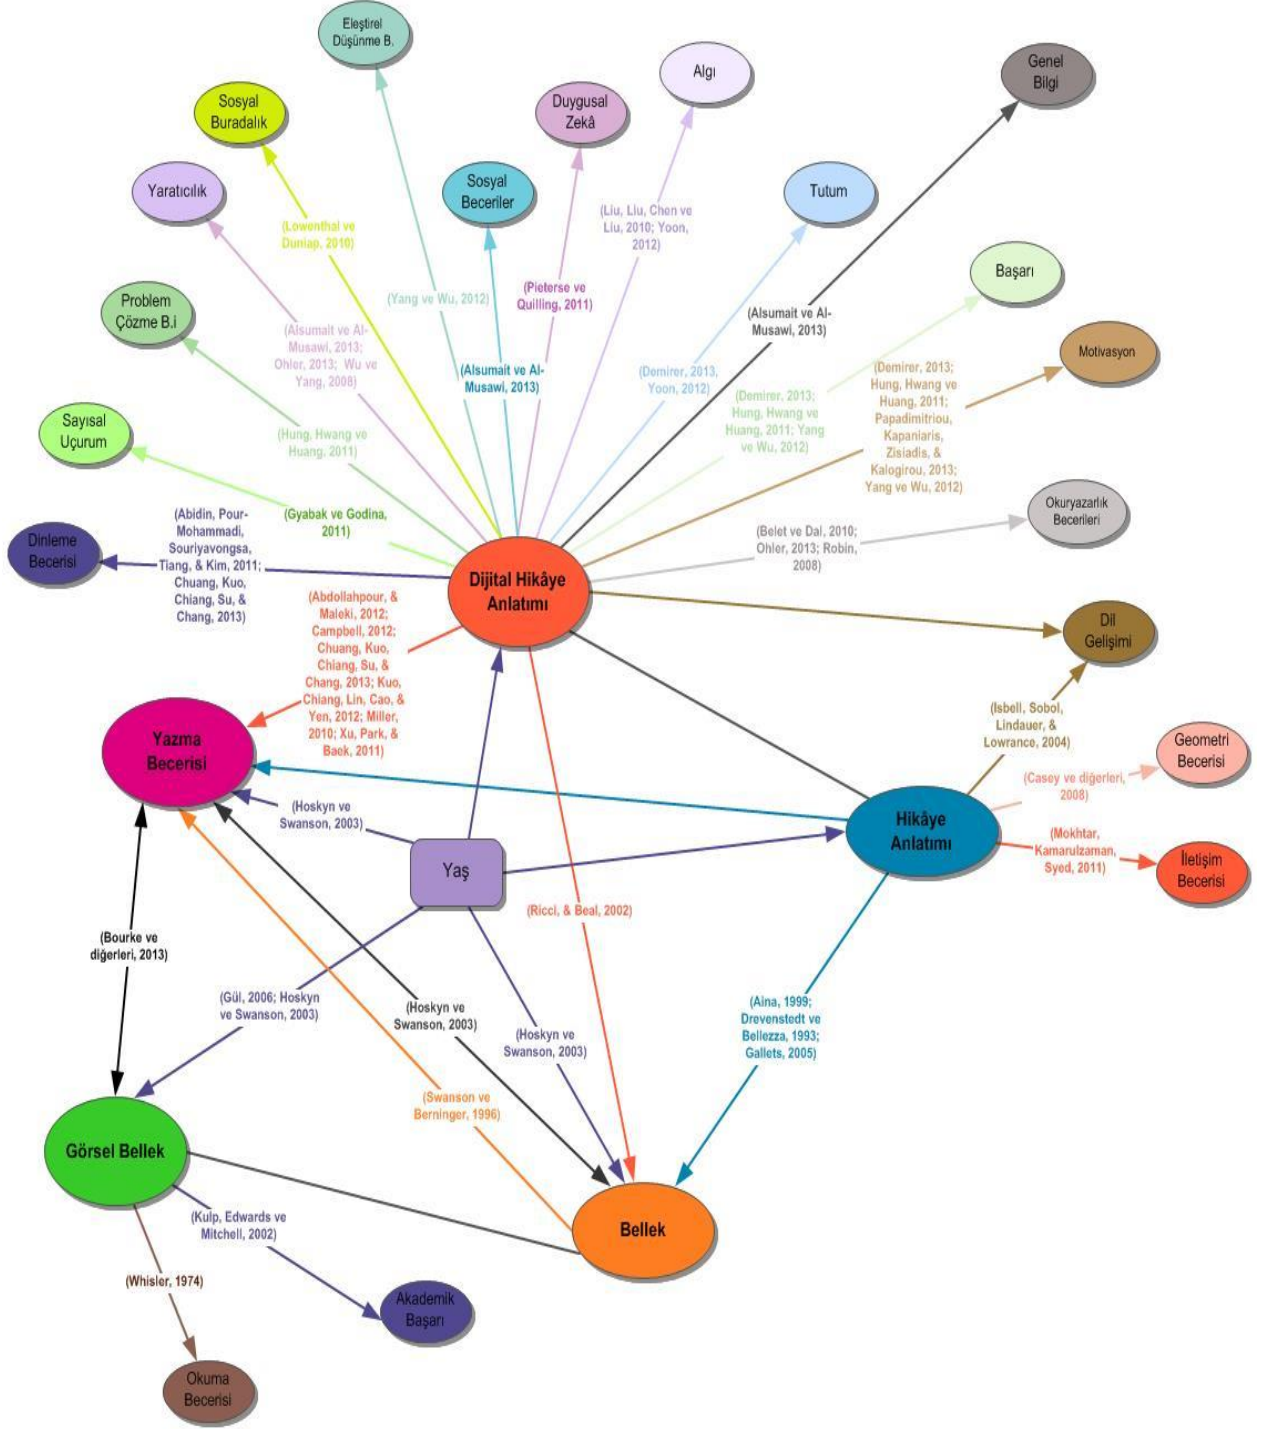 Eleştirel
Düşünme B.
Algı
Genel
Bilgi
Sosyal
Buradalık
Duygusal
Zekâ
Yaratıcılık
Sosyal
Beceriler
Tutum
(Liu, Liu, Chen ve
Liu, 2010; Yoon,
2012)
(Lowenthal ve
Dunlap, 2010)
Başarı
Problem
Çözme B.i
(Yang ve Wu, 2012)
(Pieterse ve
Quilling, 2011)
(Alsumait ve Al-
Musawi, 2013)
(Alsumait ve Al-
Musawi, 2013;
Ohler, 2013; Wu ve
Yang, 2008)
Motivasyon
(Alsumait ve Al-
Musawi, 2013)
(Demirer, 2013,
Yoon, 2012)
(Demirer, 2013;
Hung, Hwang ve
Huang, 2011;
Papadimitriou,
Kapaniaris,
Zisiadis, &
Kalogirou, 2013;
Yang ve Wu, 2012)
(Demirer, 2013;
Hung, Hwang ve
Huang, 2011; Yang
ve Wu, 2012)
Sayısal
Uçurum
(Hung, Hwang ve
Huang, 2011)
Okuryazarlık
Becerileri
(Gyabak ve Godina,
2011)
(Belet ve Dal, 2010;
Ohler, 2013; Robin,
2008)
Dinleme
Becerisi
(Abidin, Pour-
Mohammadi,
Souriyavongsa,
Tiang, & Kim, 2011;
Chuang, Kuo,
Chiang, Su, &
Chang, 2013)
Dijital Hikâye
Anlatımı
(Abdollahpour, &
Maleki, 2012;
Campbell, 2012;
Chuang, Kuo,
Chiang, Su, &
Chang, 2013; Kuo,
Chiang, Lin, Cao, &
Yen, 2012; Miller,
2010; Xu, Park, &
Baek, 2011)
Dil
Gelişimi
(Isbell, Sobol,
Lindauer, &
Lowrance, 2004)
Yazma
Becerisi
Geometri
Becerisi
(Casey ve diğerleri,
2008)
(Hoskyn ve
Swanson, 2003)
Hikâye
Anlatımı
(Mokhtar,
Kamarulzaman,
Syed, 2011)
İletişim
Becerisi
Yaş
(Ricci, & Beal, 2002)
(Bourke ve
diğerleri, 2013)
(Gül, 2006; Hoskyn
ve Swanson, 2003)
(Hoskyn ve
Swanson, 2003)
(Hoskyn ve
Swanson, 2003)
(Aina, 1999;
Drevenstedt ve
Bellezza, 1993;
Gallets, 2005)
(Swanson ve
Berninger, 1996)
Görsel Bellek
Bellek
(Kulp, Edwards ve
Mitchell, 2002)
(Whisler, 1974)
Akademik
Başarı
Okuma
Becerisi